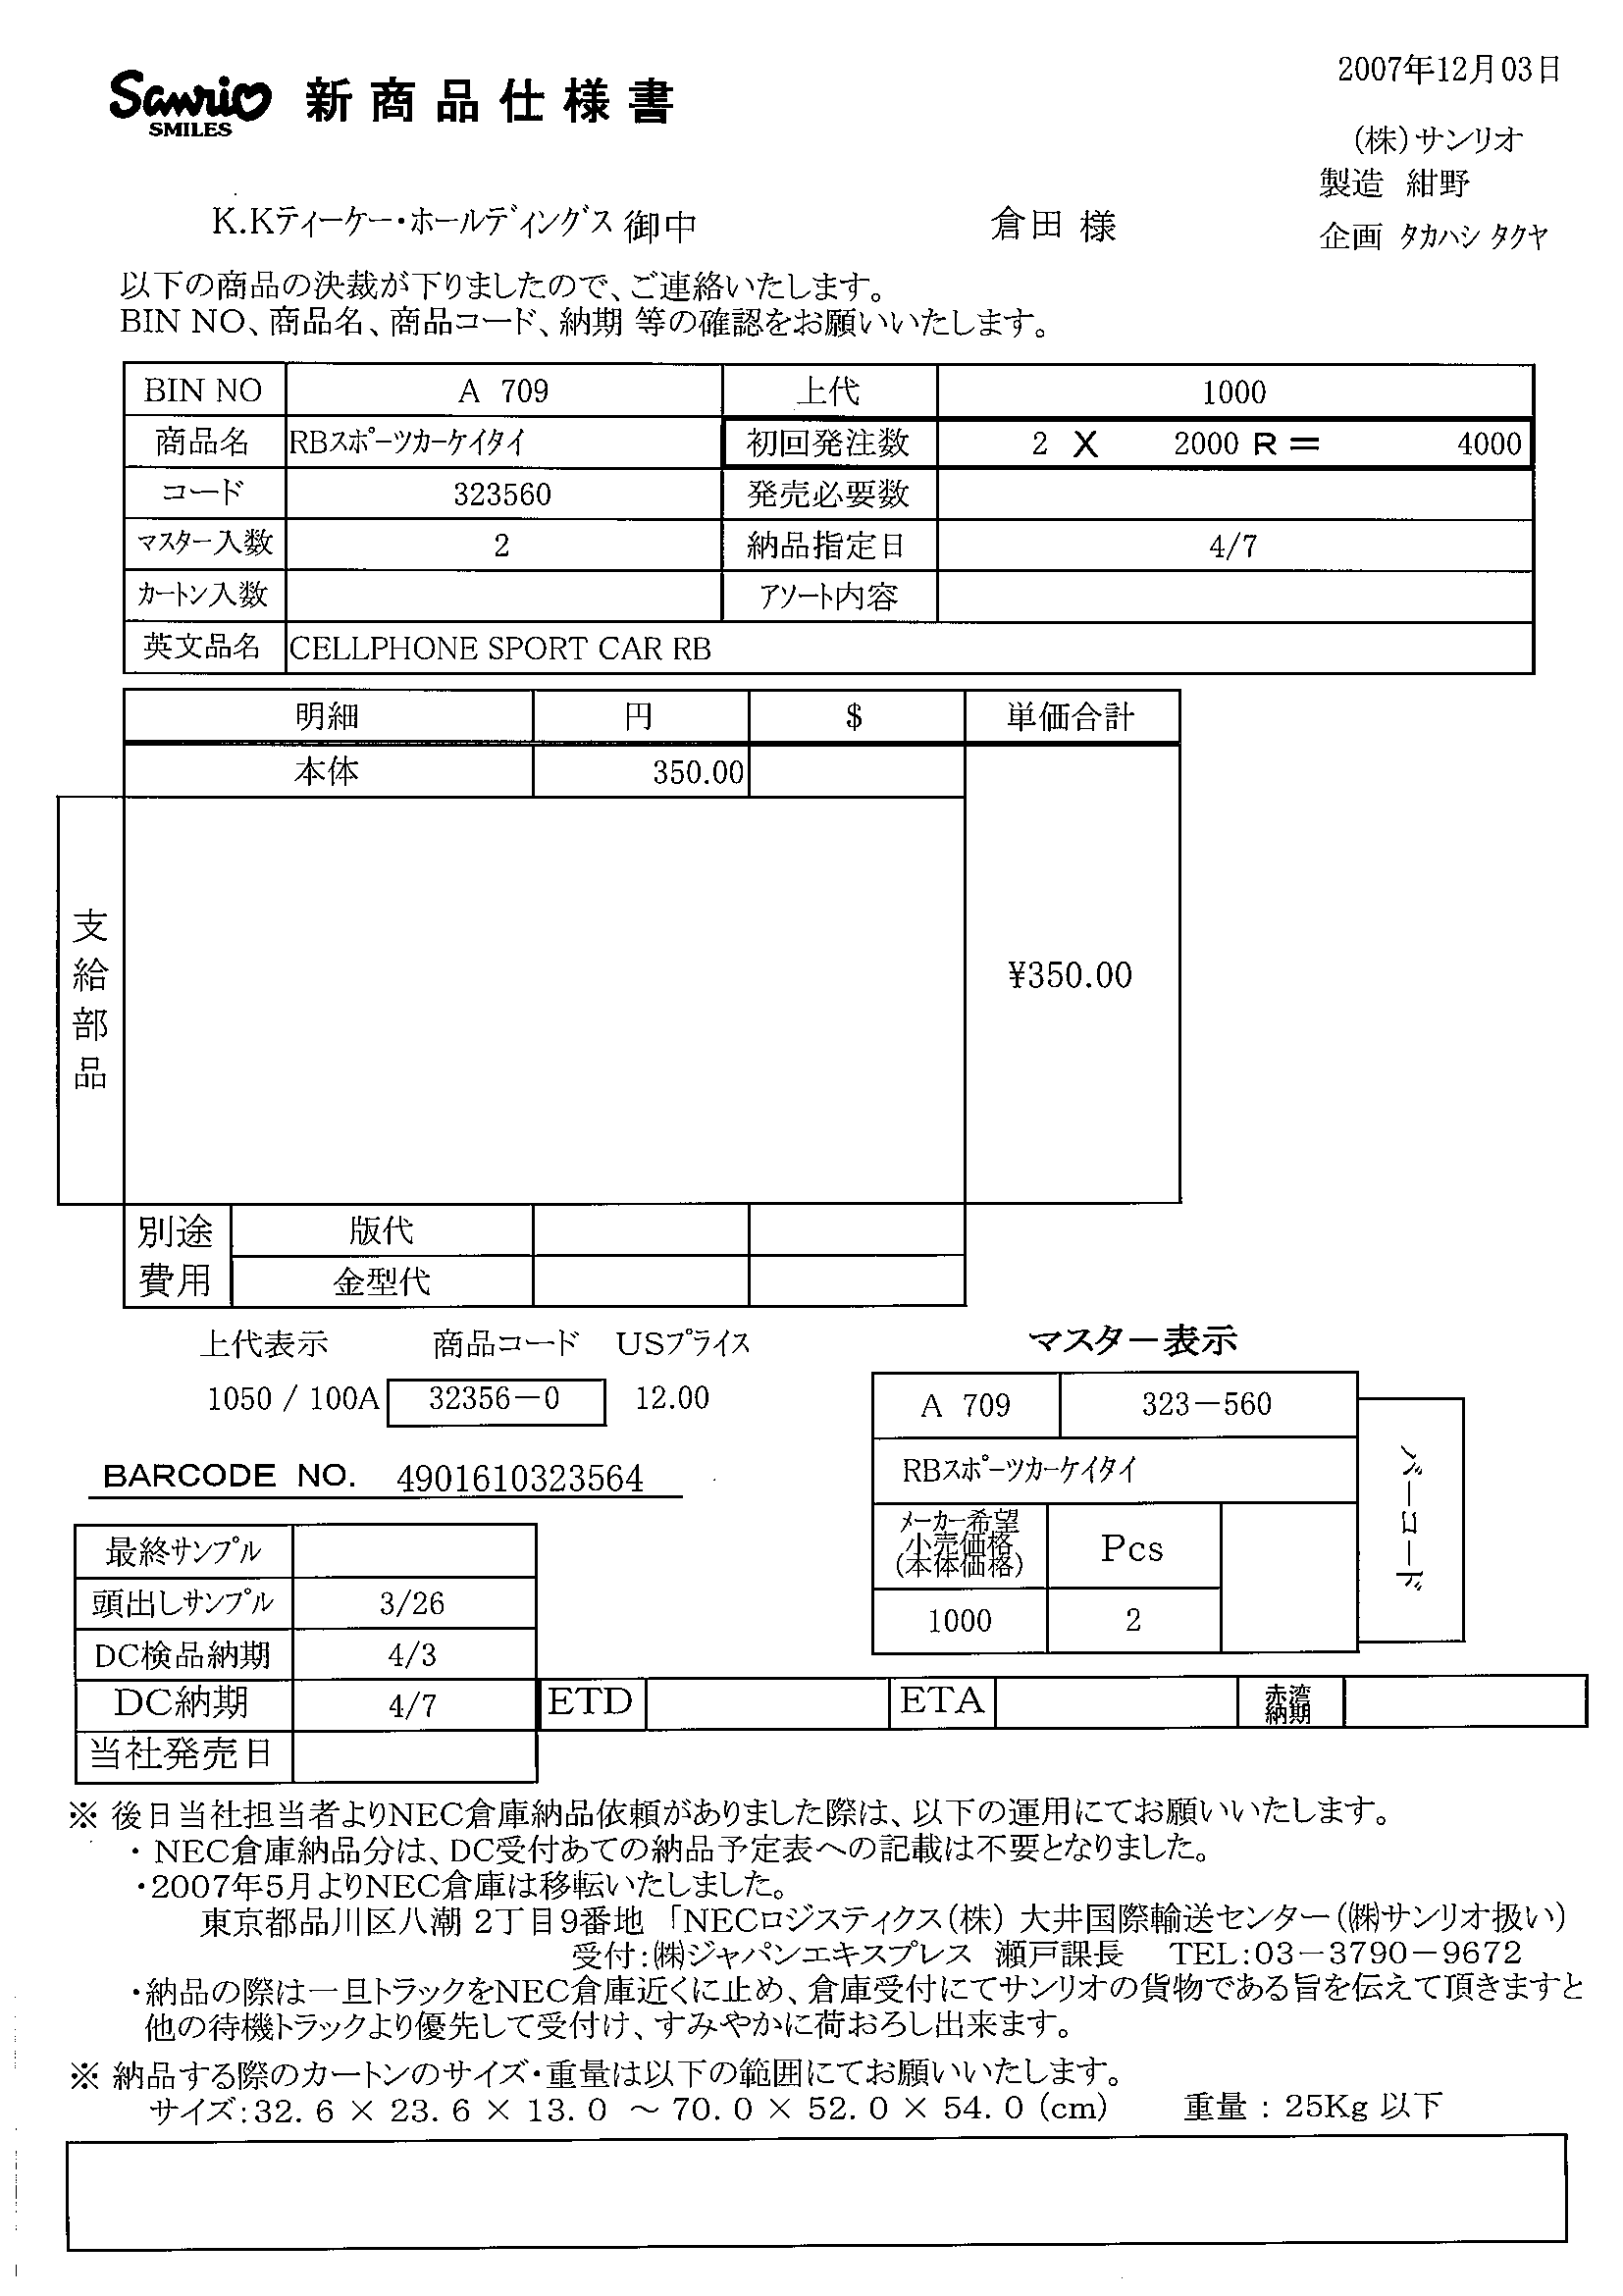 Sanrio SMILES 新商品仕様書
2007年12月03日
(株)サンリオ
製造 紺野
K.Kティーケー・ホールディングス 御中 倉田 様
企画 タカハシ タクヤ
以下の商品の決裁が下りましたので、ご連絡いたします。
BIN NO、商品名、商品コード、納期 等の確認をお願いいたします。
BIN NO A 709 上代 1000
商品名 RBスポーツカーケイタイ 初回発注数 2 X 2000 R = 4000
コード 323560 発売必要数
マスター入数 2 納品指定日 4/7
カートン入数 アソート内容
英文品名 CELLPHONE SPORT CAR RB
明細 円 $ 単価合計
本体 350.00
支給部品
¥350.00
別途費用 版代
金型代
上代表示 商品コード USプライス
1050 / 100A 32356-0 12.00
BARCODE NO. 4901610323564
マスター表示
A 709 323-560
RBスポーツカーケイタイ
メーカー希望
小売価格
(本体価格)
Pcs
1000 2
バーコード
最終サンプル
頭出しサンプル 3/26
DC検品納期 4/3
DC納期 4/7 ETD ETA 赤湾納期
当社発売日
※ 後日当社担当者よりNEC倉庫納品依頼がありました際は、以下の運用にてお願いいたします。
・ NEC倉庫納品分は、DC受付あての納品予定表への記載は不要となりました。
・2007年5月よりNEC倉庫は移転いたしました。
東京都品川区八潮 2丁目9番地 「NECロジスティクス(株) 大井国際輸送センター(㈱サンリオ扱い)
受付:㈱ジャパンエキスプレス 瀬戸課長 TEL:03-3790-9672
・納品の際は一旦トラックをNEC倉庫近くに止め、倉庫受付にてサンリオの貨物である旨を伝えて頂きますと
他の待機トラックより優先して受付け、すみやかに荷おろし出来ます。
※ 納品する際のカートンのサイズ・重量は以下の範囲にてお願いいたします。
サイズ:32.6 × 23.6 × 13.0 ～ 70.0 × 52.0 × 54.0 (cm) 重量 : 25Kg 以下